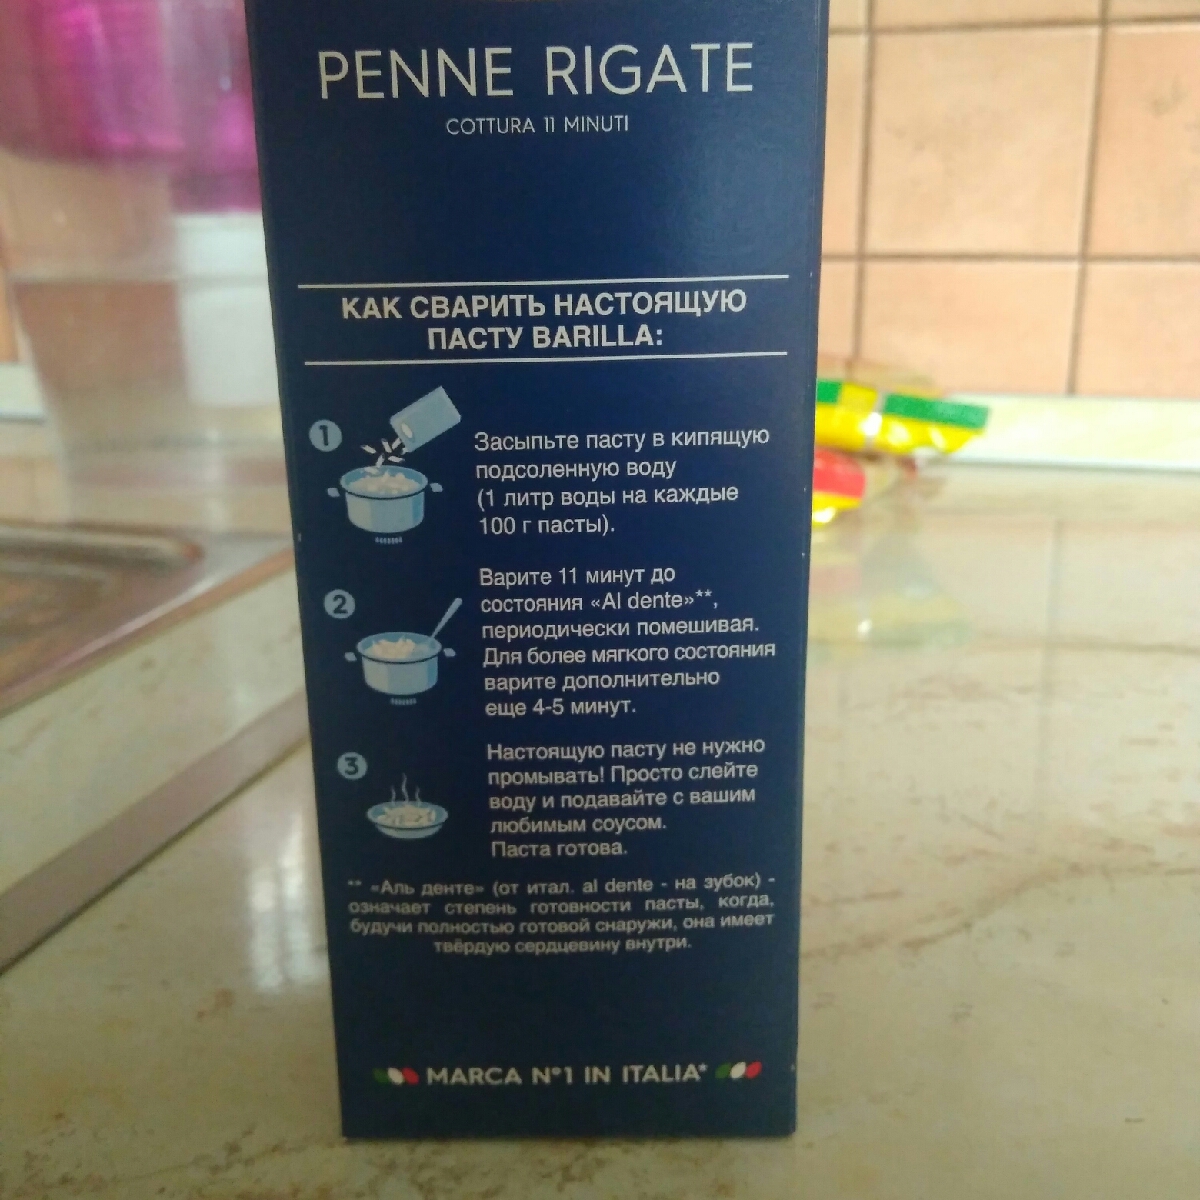 PENNE RIGATE
COTTURA 11 MINUTI
КАК СВАРИТЬ НАСТОЯЩУЮ
ПАСТУ BARILLA:
1
Засыпьте пасту в кипящую
подсоленную воду
(1 литр воды на каждые
100 г пасты).
2
Варите 11 минут до
состояния «Al dente»**,
периодически помешивая.
Для более мягкого состояния
варите дополнительно
еще 4-5 минут.
3
Настоящую пасту не нужно
промывать! Просто слейте
воду и подавайте с вашим
любимым соусом.
Паста готова.
** «Аль денте» (от итал. al dente - на зубок) -
означает степень готовности пасты, когда,
будучи полностью готовой снаружи, она имеет
твёрдую сердцевину внутри.
MARCA N°1 IN ITALIA*